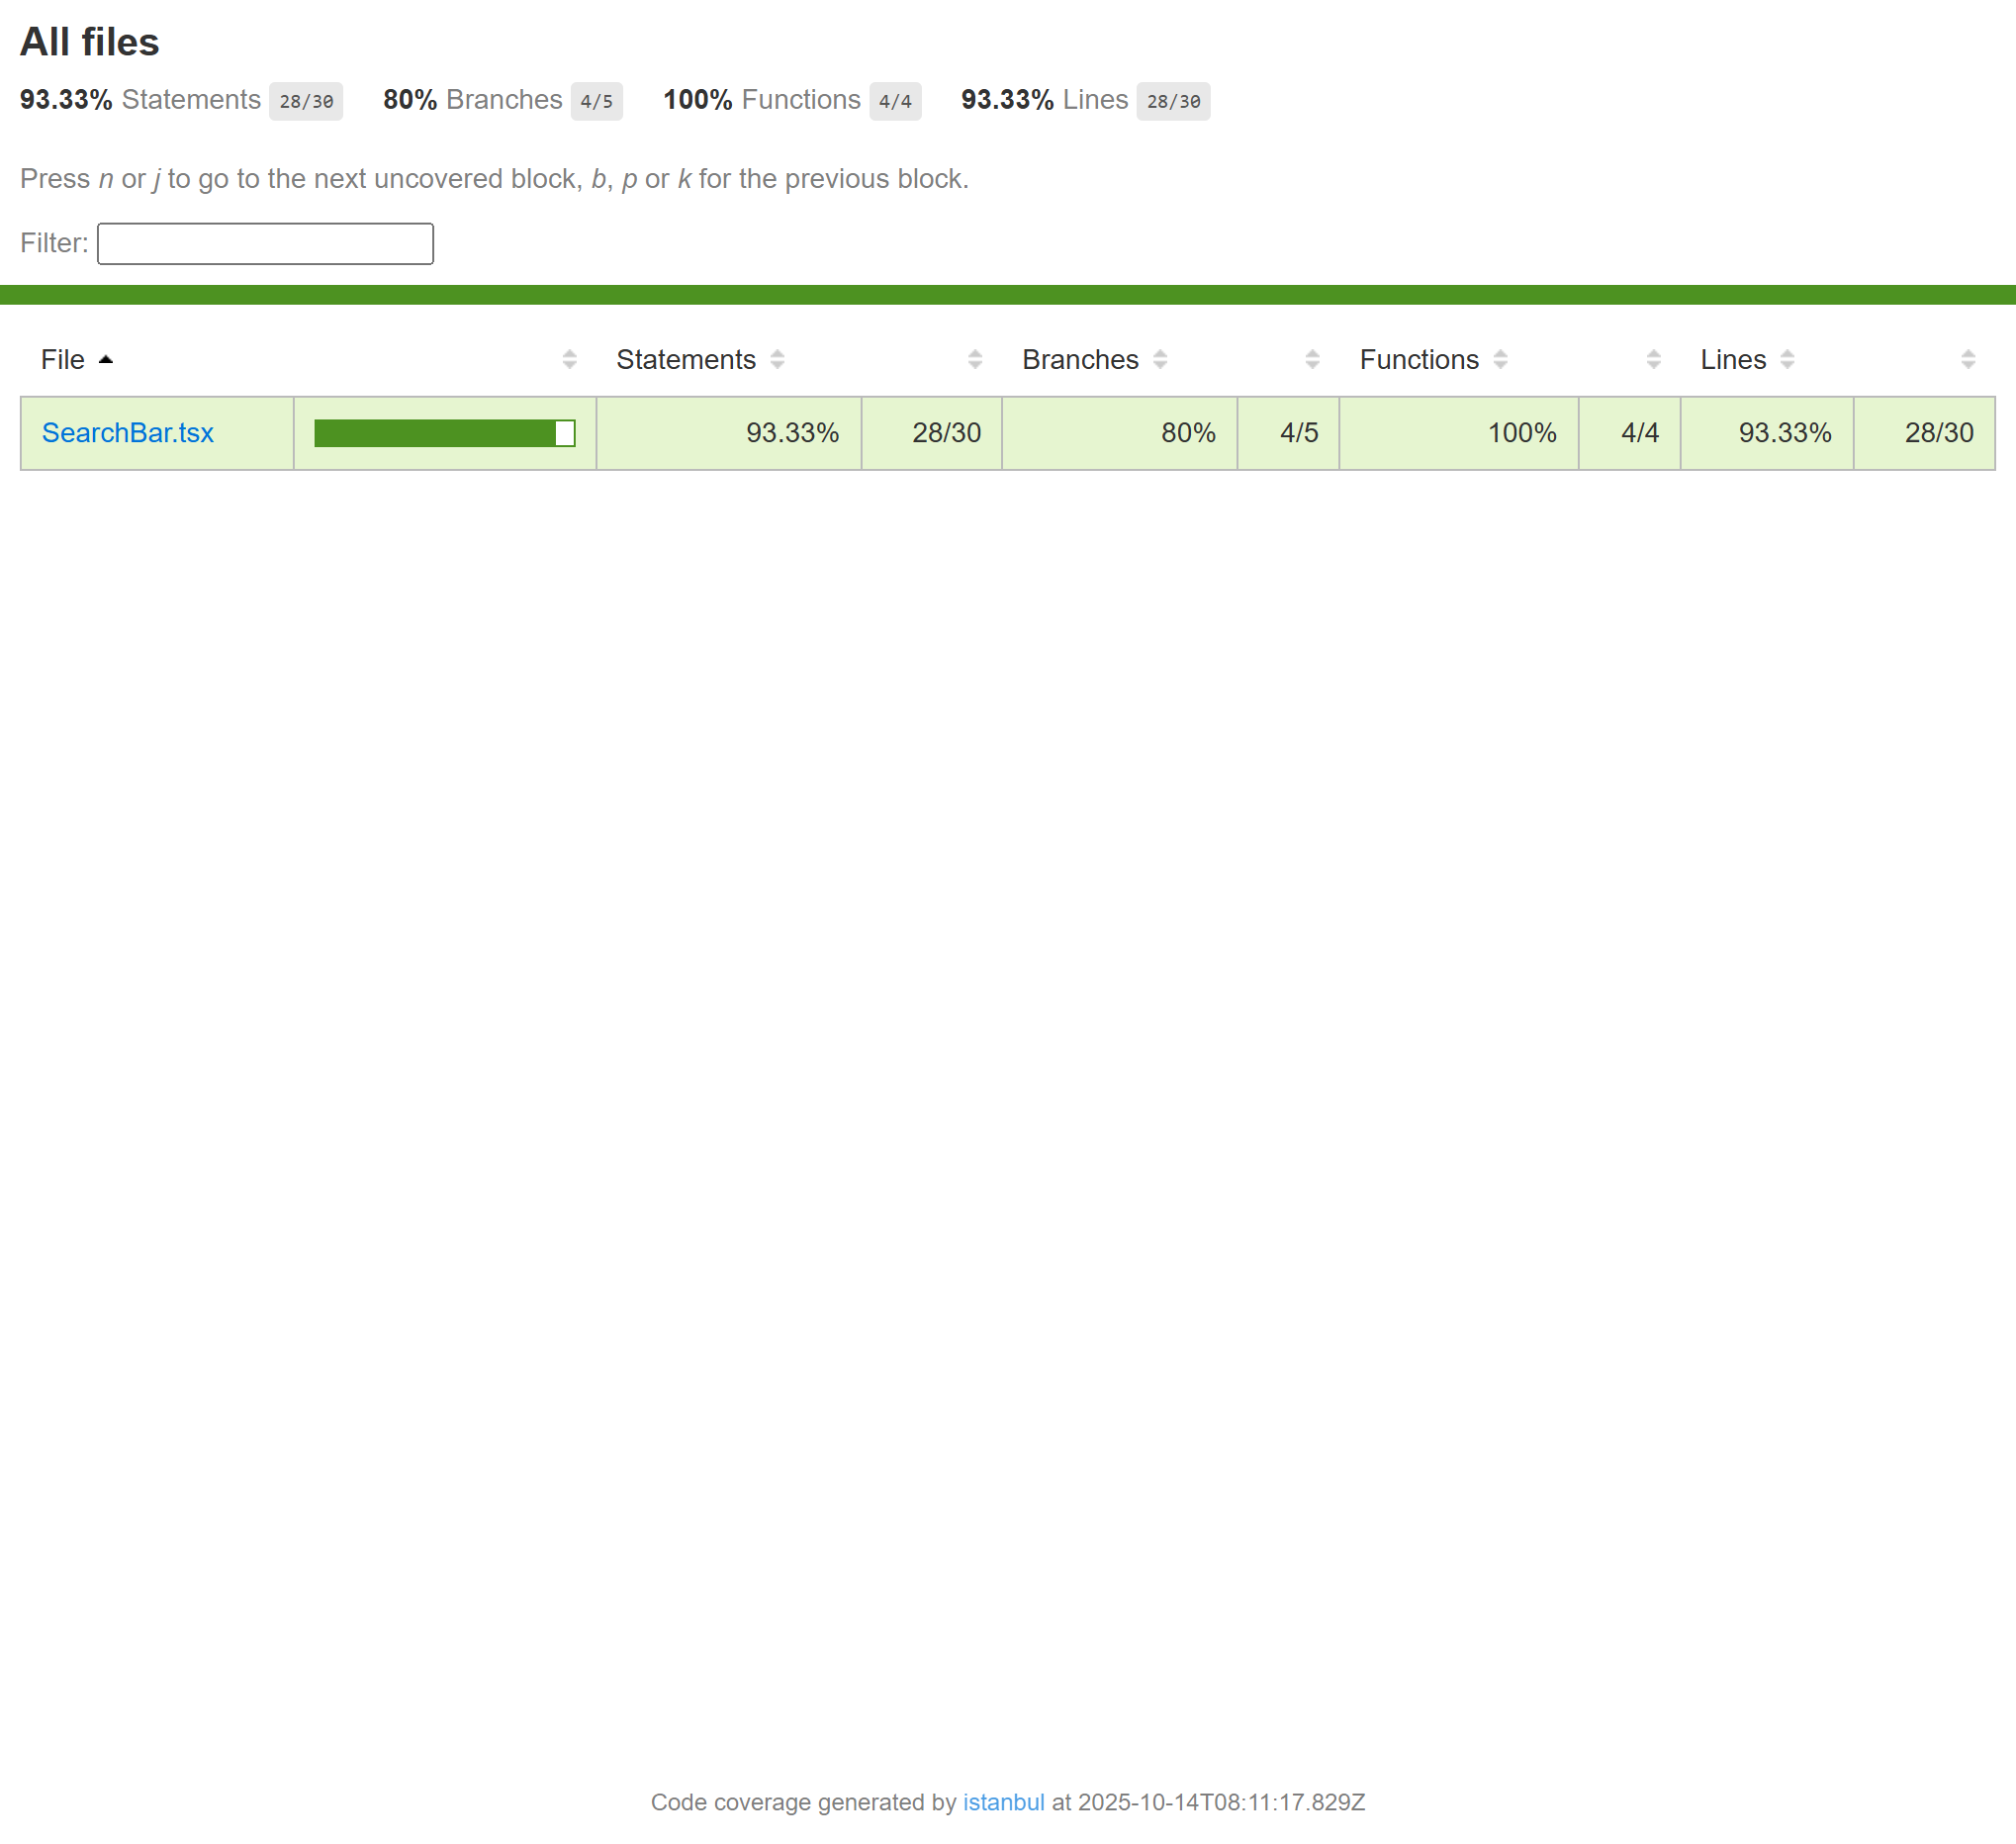 All files
93.33% Statements 28/30 80% Branches 4/5 100% Functions 4/4 93.33% Lines 28/30
Press n or j to go to the next uncovered block, b, p or k for the previous block.
Filter:
File Statements Branches Functions Lines
SearchBar.tsx 93.33% 28/30 80% 4/5 100% 4/4 93.33% 28/30
Code coverage generated by istanbul at 2025-10-14T08:11:17.829Z